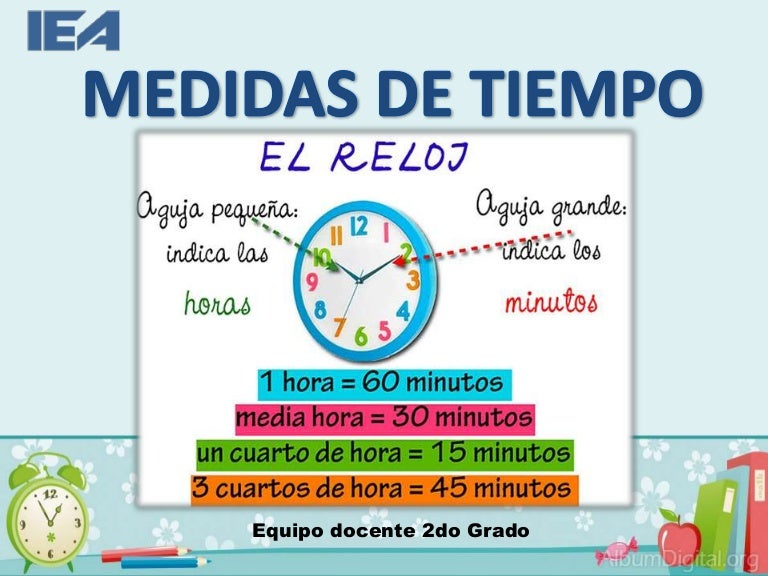 IEA
MEDIDAS DE TIEMPO
EL RELOJ
Aguja pequeña:
indica las
horas
Aguja grande:
indica los
minutos
12
1
2
3
4
5
6
7
8
9
10
11
1 hora = 60 minutos
media hora = 30 minutos
un cuarto de hora = 15 minutos
3 cuartos de hora = 45 minutos
12
3
6
9
Equipo docente 2do Grado
AlbumDigital.org